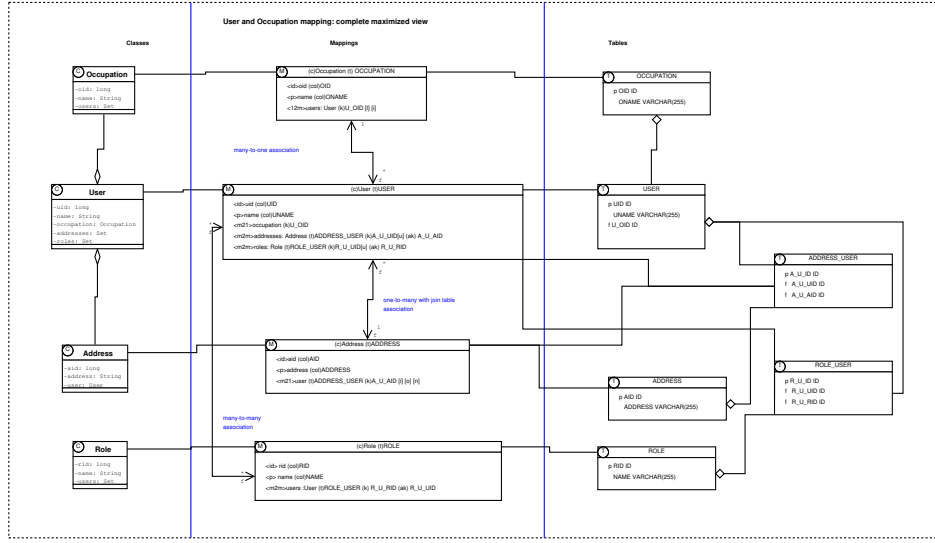 User and Occupation mapping: complete maximized view
Classes
Mappings
Tables
C
Occupation
-oid: long
-name: String
-users: Set
M
(c)Occupation (t) OCCUPATION
<id>oid (col)OID
<p>name (col)ONAME
<12m>users: User (k)U_OID [l] [i]
T
OCCUPATION
p OID ID
ONAME VARCHAR(255)
1
many-to-one association
*
f
C
User
-uid: long
-name: String
-occupation: Occupation
-addresses: Set
-roles: Set
M
(c)User (t)USER
<id>uid (col)UID
<p>name (col)UNAME
<m21>occupation (k)U_OID
<m2m>addresses: Address (t)ADDRESS_USER (k)A_U_UID[u] (ak) A_U_AID
<m2m>roles: Role (t)ROLE_USER (k)R_U_UID[u] (ak) R_U_RID
*
f
T
USER
p UID ID
UNAME VARCHAR(255)
f U_OID ID
T
ADDRESS_USER
p A_U_ID ID
f A_U_UID ID
f A_U_AID ID
*
f
one-to-many with join table
association
1
f
C
Address
-aid: long
-address: String
-user: User
M
(c)Address (t)ADDRESS
<id>aid (col)AID
<p>address (col)ADDRESS
<m21>user (t)ADDRESS_USER (k)A_U_AID [i] [o] [n]
T
ADDRESS
p AID ID
ADDRESS VARCHAR(255)
T
ROLE_USER
p R_U_ID ID
f R_U_UID ID
f R_U_RID ID
many-to-many
association
C
Role
-rid: long
-name: String
-users: Set
*
f
M
(c)Role (t)ROLE
<id> rid (col)RID
<p> name (col)NAME
<m2m>users :User (t)ROLE_USER (k) R_U_RID (ak) R_U_UID
T
ROLE
p RID ID
NAME VARCHAR(255)